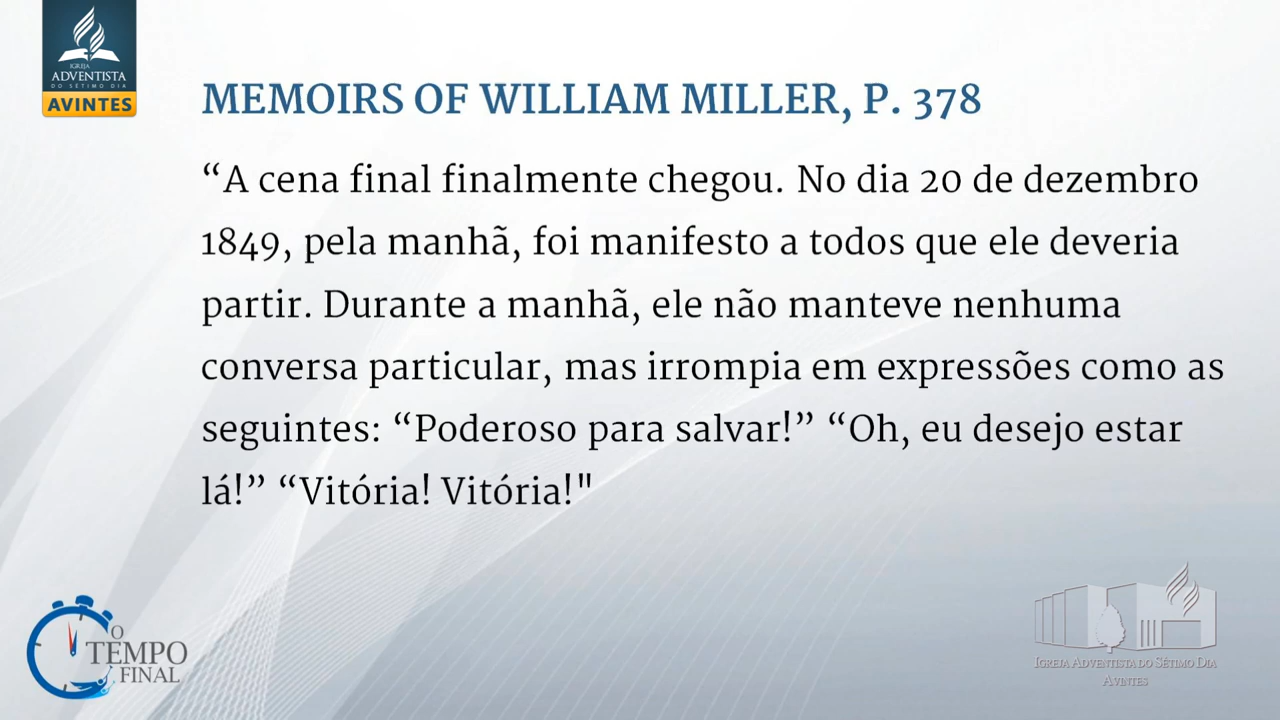 IGREJA
ADVENTISTA
DO SÉTIMO DIA
AVINTES
MEMOIRS OF WILLIAM MILLER, P. 378
“A cena final finalmente chegou. No dia 20 de dezembro
1849, pela manhã, foi manifesto a todos que ele deveria
partir. Durante a manhã, ele não manteve nenhuma
conversa particular, mas irrompia em expressões como as
seguintes: “Poderoso para salvar!” “Oh, eu desejo estar
lá!” “Vitória! Vitória!"
O
TEMPO
FINAL
IGREJA ADVENTISTA DO SÉTIMO DIA
AVINTES